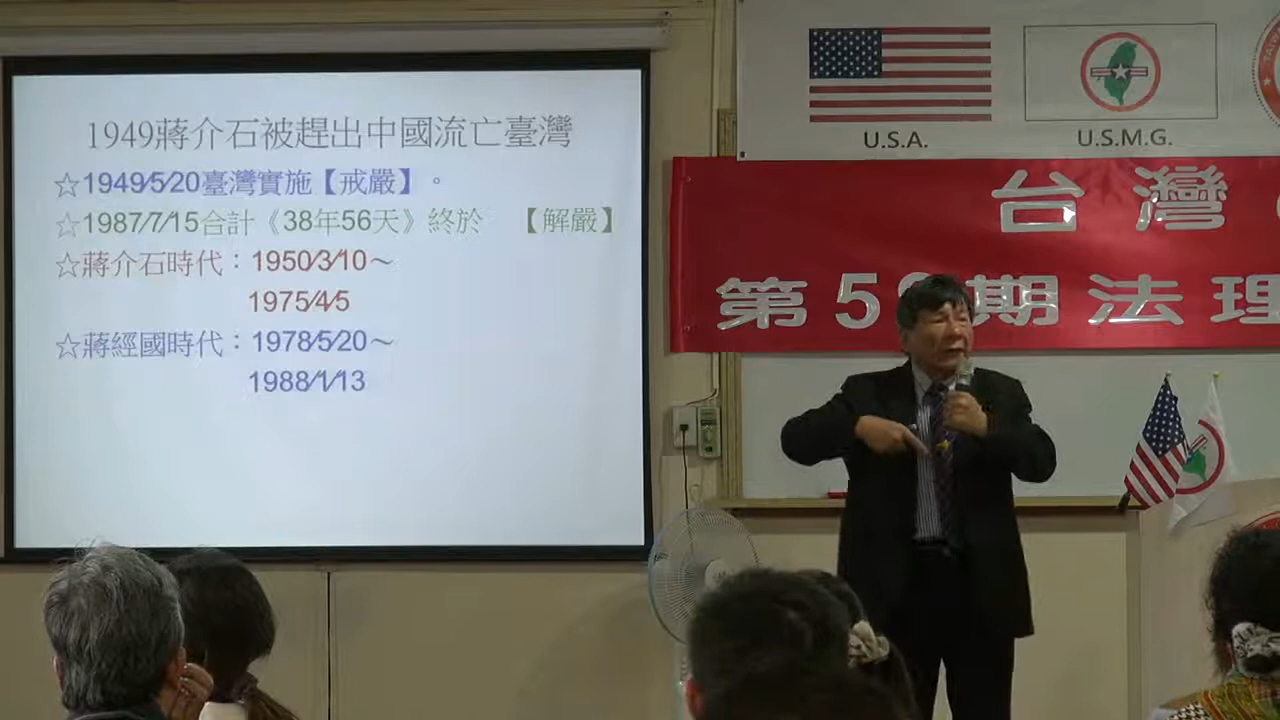 1949蔣介石被趕出中國流亡臺灣
☆1949/5/20臺灣實施【戒嚴】。
☆1987/7/15合計《38年56天》終於 【解嚴】
☆蔣介石時代：1950/3/10～
1975/4/5
☆蔣經國時代：1978/5/20～
1988/1/13
U.S.A.
U.S.M.G.
台灣
第5 期法理